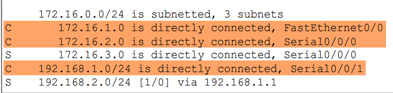 172.16.0.0/24 is subnetted, 3 subnets
C 172.16.1.0 is directly connected, FastEthernet0/0
C 172.16.2.0 is directly connected, Serial0/0/0
S 172.16.3.0 is directly connected, Serial0/0/0
C 192.168.1.0/24 is directly connected, Serial0/0/1
S 192.168.2.0/24 [1/0] via 192.168.1.1